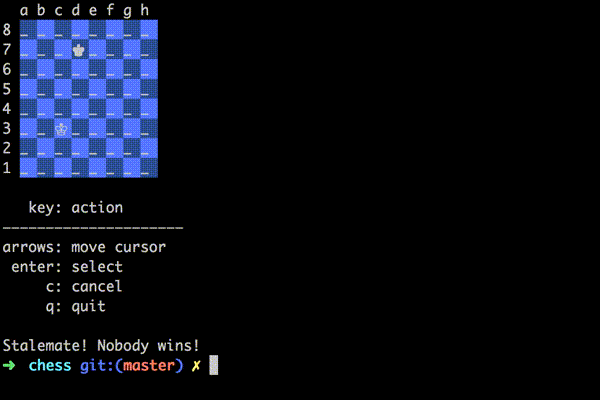 a b c d e f g h
8 _ _ _ _ _ _ _ _
7 _ _ _ ♚ _ _ _ _
6 _ _ _ _ _ _ _ _
5 _ _ _ _ _ _ _ _
4 _ _ _ _ _ _ _ _
3 _ _ ♔ _ _ _ _ _
2 _ _ _ _ _ _ _ _
1 _ _ _ _ _ _ _ _
key: action
---------------------
arrows: move cursor
enter: select
c: cancel
q: quit
Stalemate! Nobody wins!
➜ chess git:(master) ✗